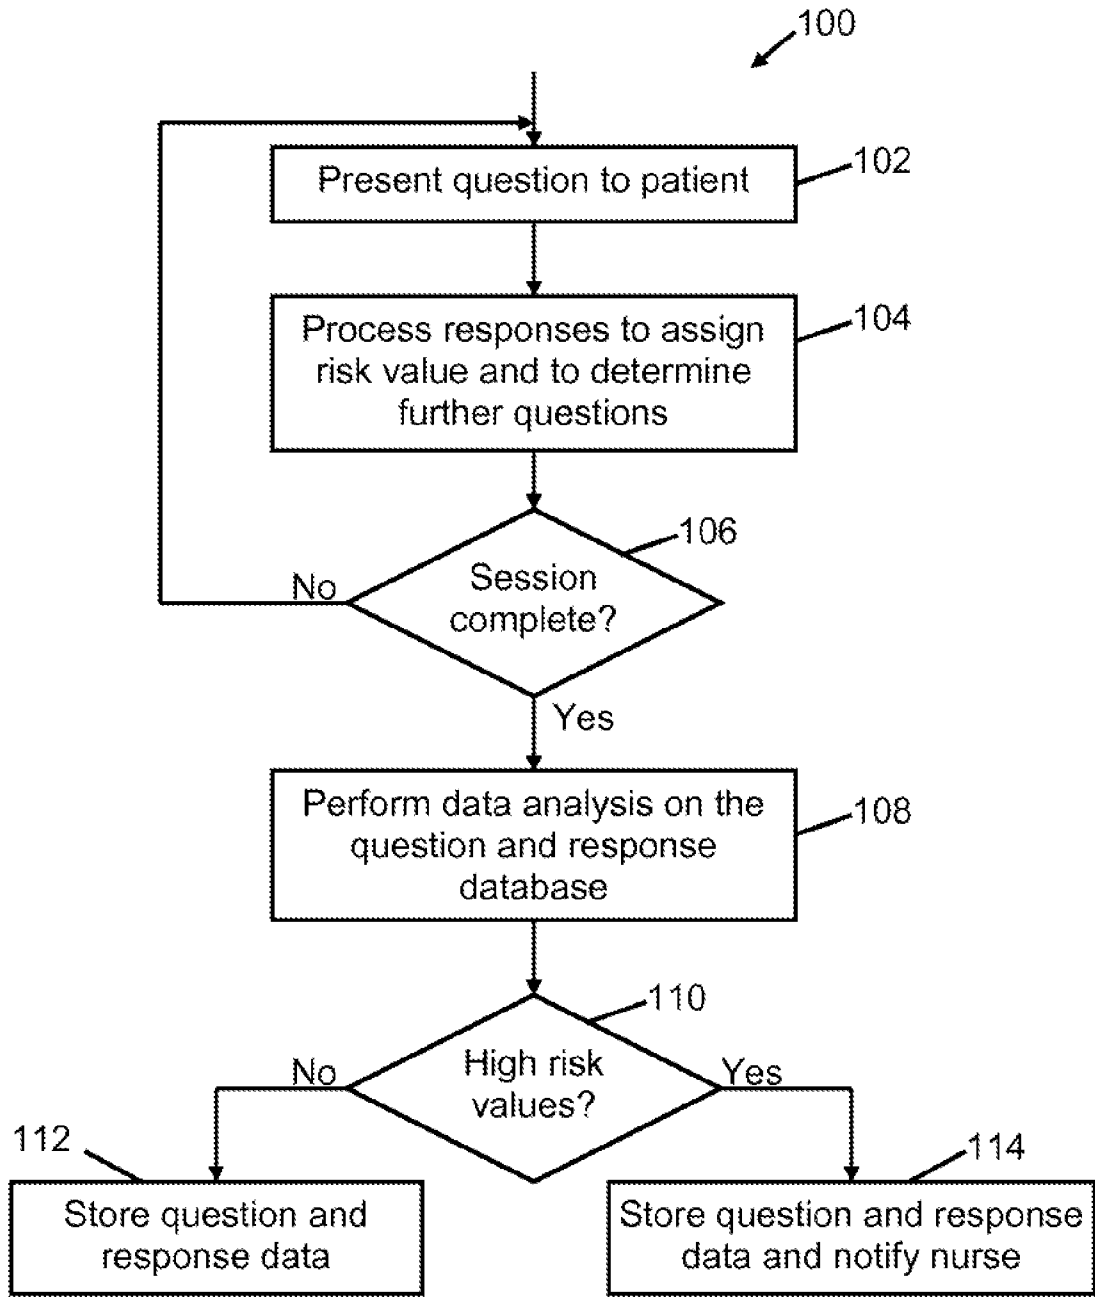 100
Present question to patient
102
Process responses to assign
risk value and to determine
further questions
104
106
Session
complete?
No
Yes
Perform data analysis on the
question and response
database
108
110
High risk
values?
No
Yes
112
Store question and
response data
114
Store question and response
data and notify nurse